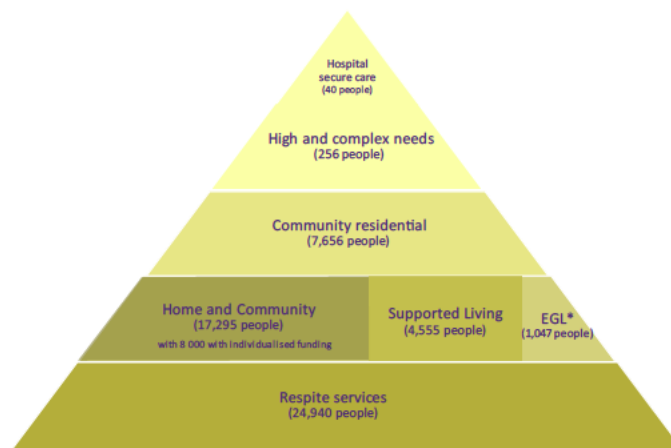 Hospital
secure care
(40 people)
High and complex needs
(256 people)
Community residential
(7,656 people)
Home and Community
(17,295 people)
with 8 000 with individualised funding
Supported Living
(4,555 people)
EGL*
(1,047 people)
Respite services
(24,940 people)